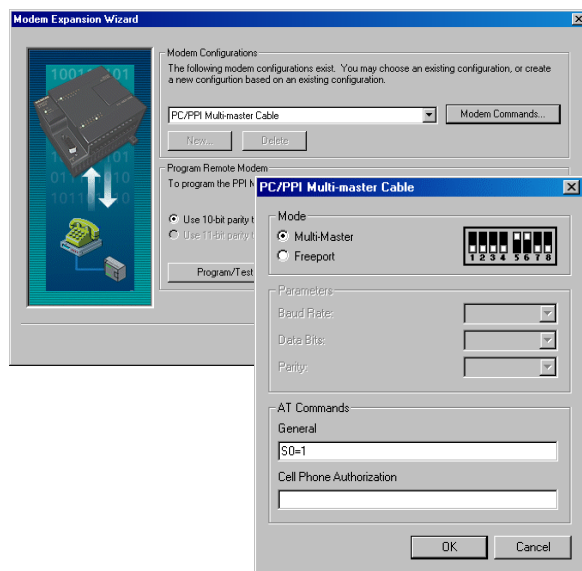 Modem Expansion Wizard
Modem Configurations
The following modem configurations exist. You may choose an existing configuration, or create
a new configurtion based on an existing configuration.
PC/PPI Multi-master Cable
Modem Commands...
New...
Delete
Program Remote Modem
To program the PPI M
Use 10-bit parity t
Use 11-bit parity t
Program/Test
PC/PPI Multi-master Cable
Mode
Multi-Master
Freeport
1 2 3 4 5 6 7 8
Parameters
Baud Rate:
Data Bits:
Parity:
AT Commands
General
S0=1
Cell Phone Authorization
OK
Cancel